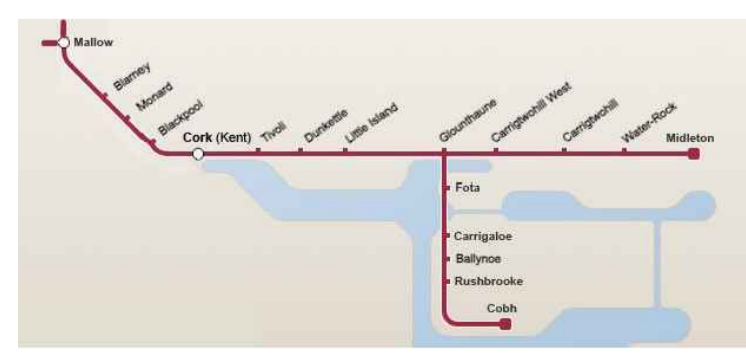 Mallow
Blarney
Monard
Blackpool
Cork (Kent)
Tivoli
Dunkettle
Little Island
Glounthaune
Carrigtwohill West
Carrigtwohill
Water-Rock
Midleton
Fota
Carrigaloe
Ballynoe
Rushbrooke
Cobh